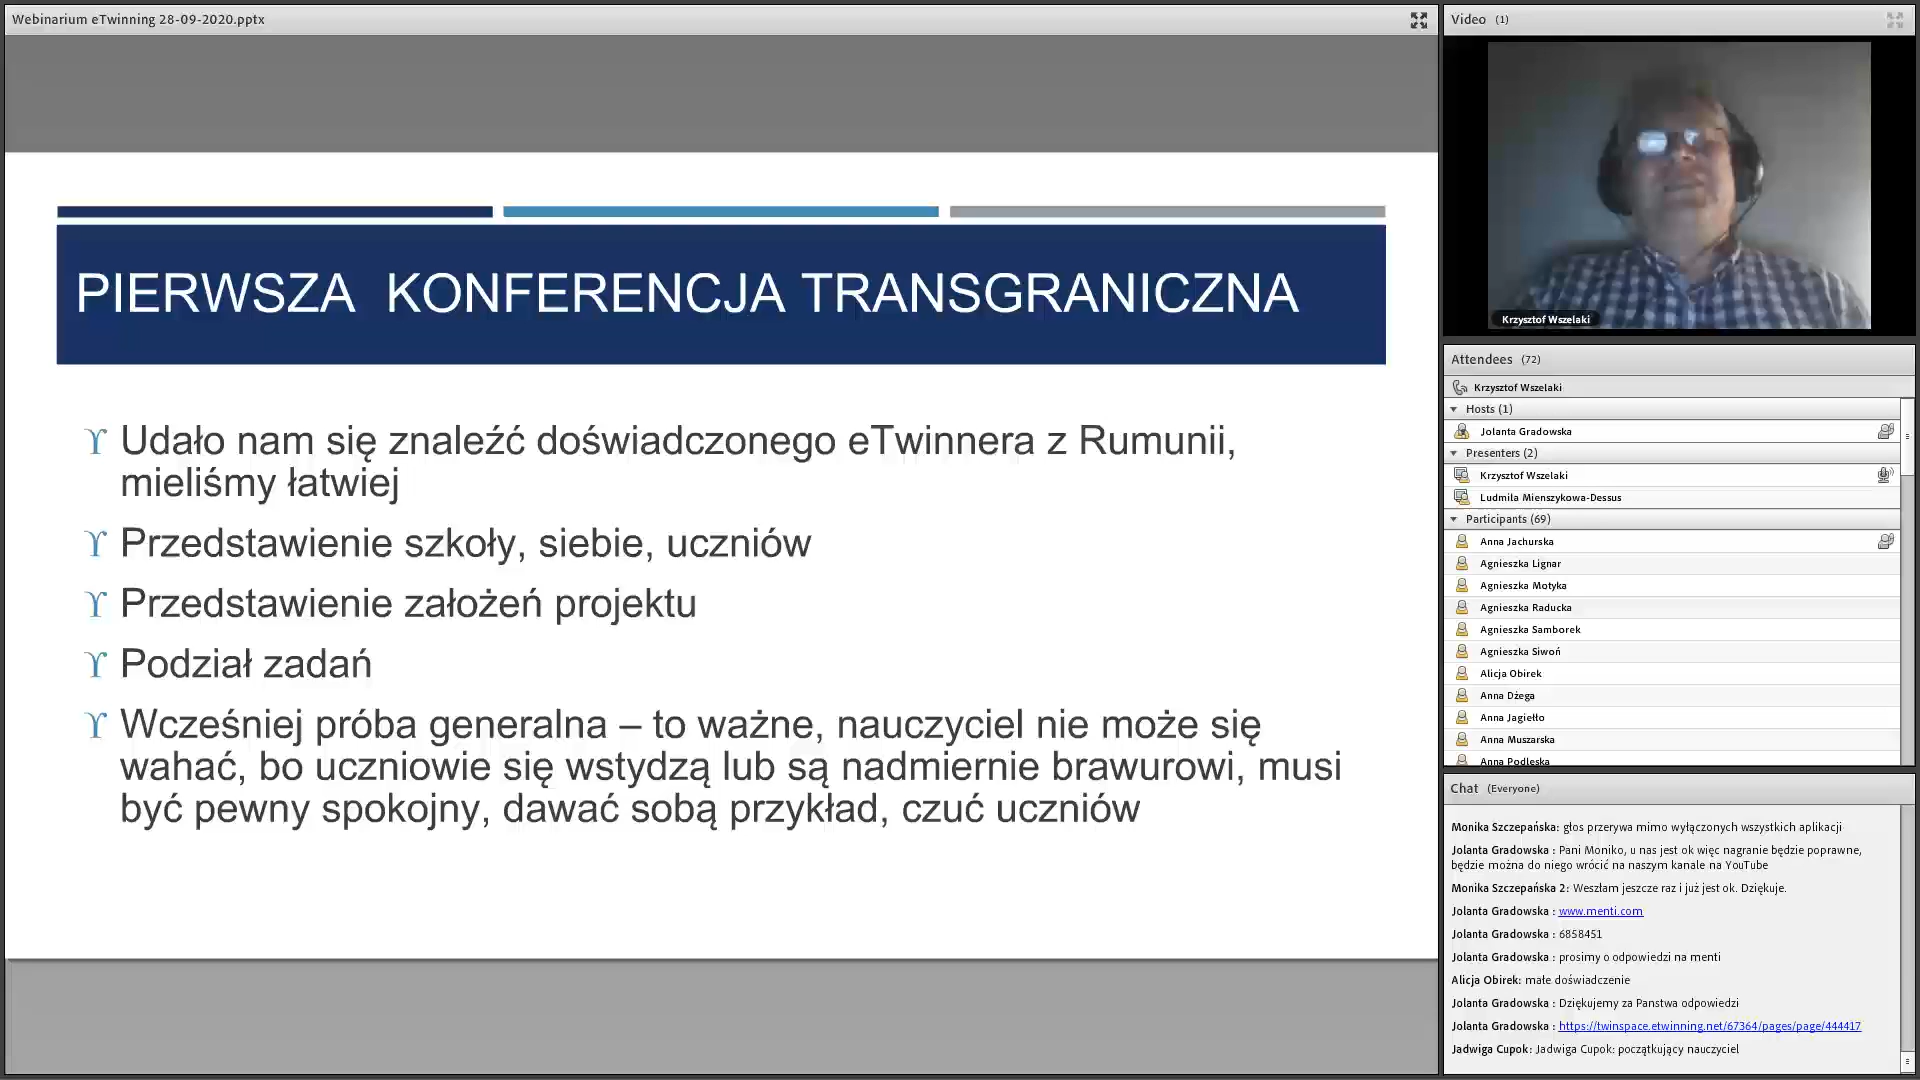 Webinarium eTwinning 28-09-2020.pptx
PIERWSZA  KONFERENCJA TRANSGRANICZNA
Udało nam się znaleźć doświadczonego eTwinnera z Rumunii,
mieliśmy łatwiej
Przedstawienie szkoły, siebie, uczniów
Przedstawienie założeń projektu
Podział zadań
Wcześniej próba generalna – to ważne, nauczyciel nie może się
wahać, bo uczniowie się wstydzą lub są nadmiernie brawurowi, musi
być pewny spokojny, dawać sobą przykład, czuć uczniów
Video (1)
Krzysztof Wszelaki
Attendees (72)
Krzysztof Wszelaki
Hosts (1)
Jolanta Gradowska
Presenters (2)
Krzysztof Wszelaki
Ludmila Mienszykowa-Dessus
Participants (69)
Anna Jachurska
Agnieszka Lignar
Agnieszka Motyka
Agnieszka Raducka
Agnieszka Samborek
Agnieszka Siwoń
Alicja Obirek
Anna Dżega
Anna Jagiełło
Anna Muszarska
Anna Podleska
Chat (Everyone)
Monika Szczepańska: głos przerywa mimo wyłączonych wszystkich aplikacji
Jolanta Gradowska : Pani Moniko, u nas jest ok więc nagranie będzie poprawne,
będzie można do niego wrócić na naszym kanale na YouTube
Monika Szczepańska 2: Weszłam jeszcze raz i już jest ok. Dziękuje.
Jolanta Gradowska : www.menti.com
Jolanta Gradowska : 6858451
Jolanta Gradowska : prosimy o odpowiedzi na menti
Alicja Obirek: małe doświadczenie
Jolanta Gradowska : Dziękujemy za Panstwa odpowiedzi
Jolanta Gradowska : https://twinspace.etwinning.net/67364/pages/page/444417
Jadwiga Cupok: Jadwiga Cupok: początkujący nauczyciel